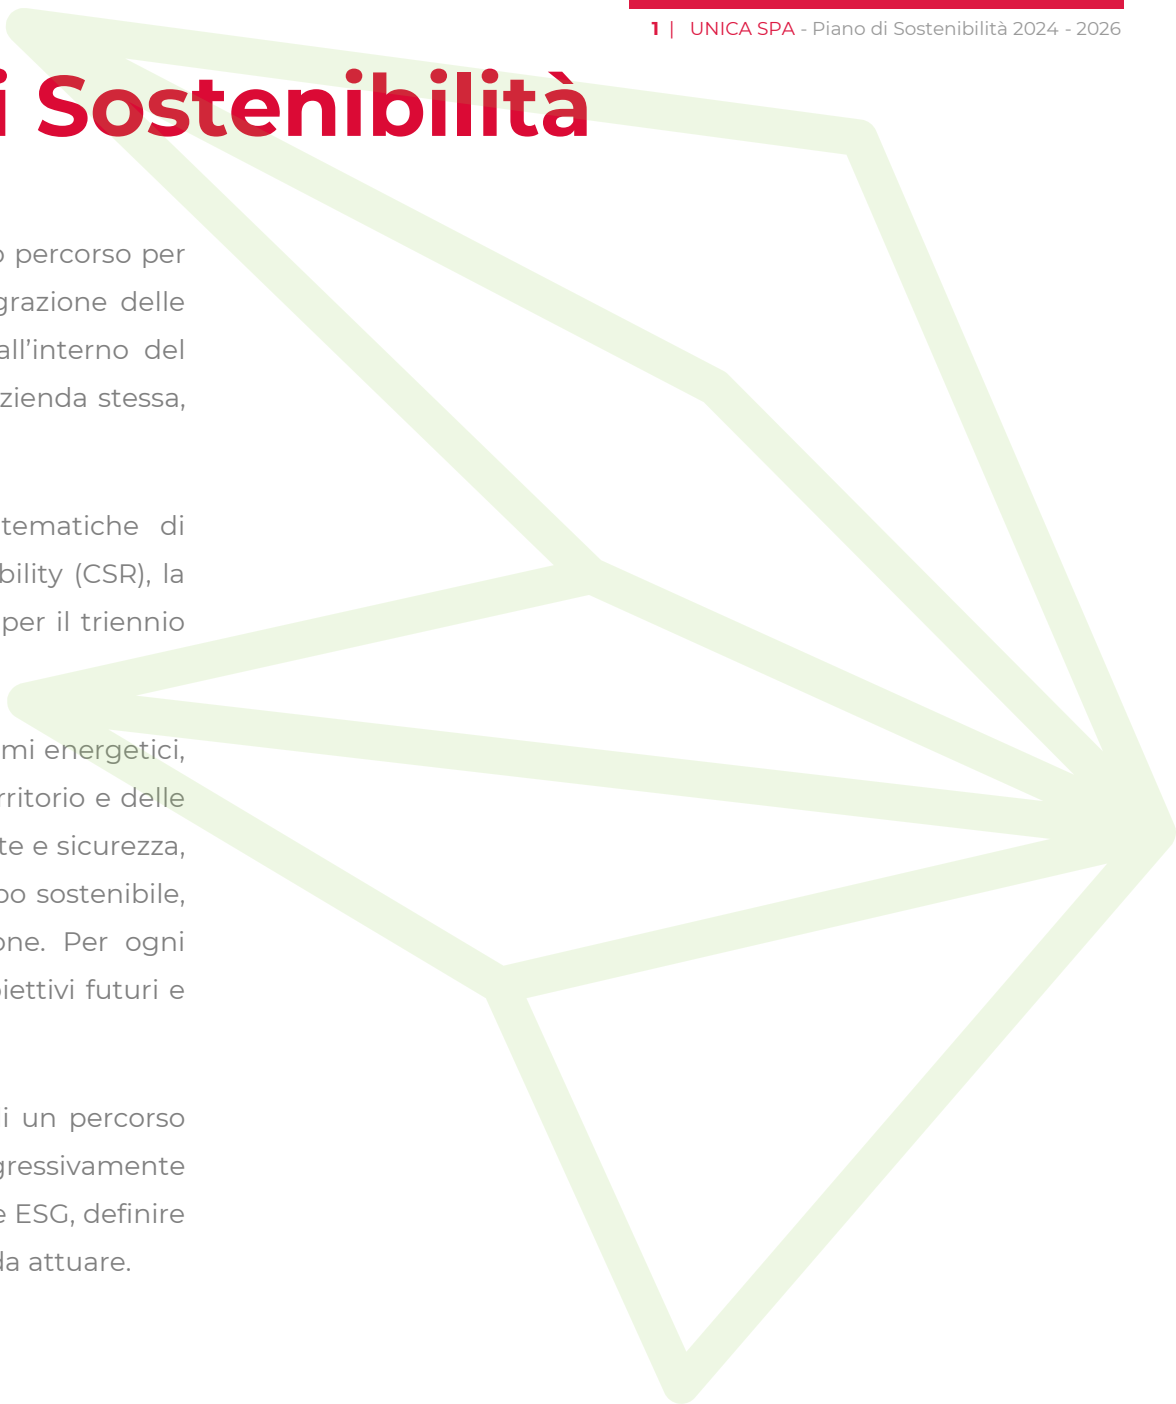 1 | UNICA SPA - Piano di Sostenibilità 2024 - 2026
i Sostenibilità
percorso per
grazione delle
all’interno del
zienda stessa,
tematiche di
bility (CSR), la
per il triennio
mi energetici,
rritorio e delle
te e sicurezza,
po sostenibile,
one. Per ogni
iettivi futuri e
i un percorso
gressivamente
e ESG, definire
da attuare.